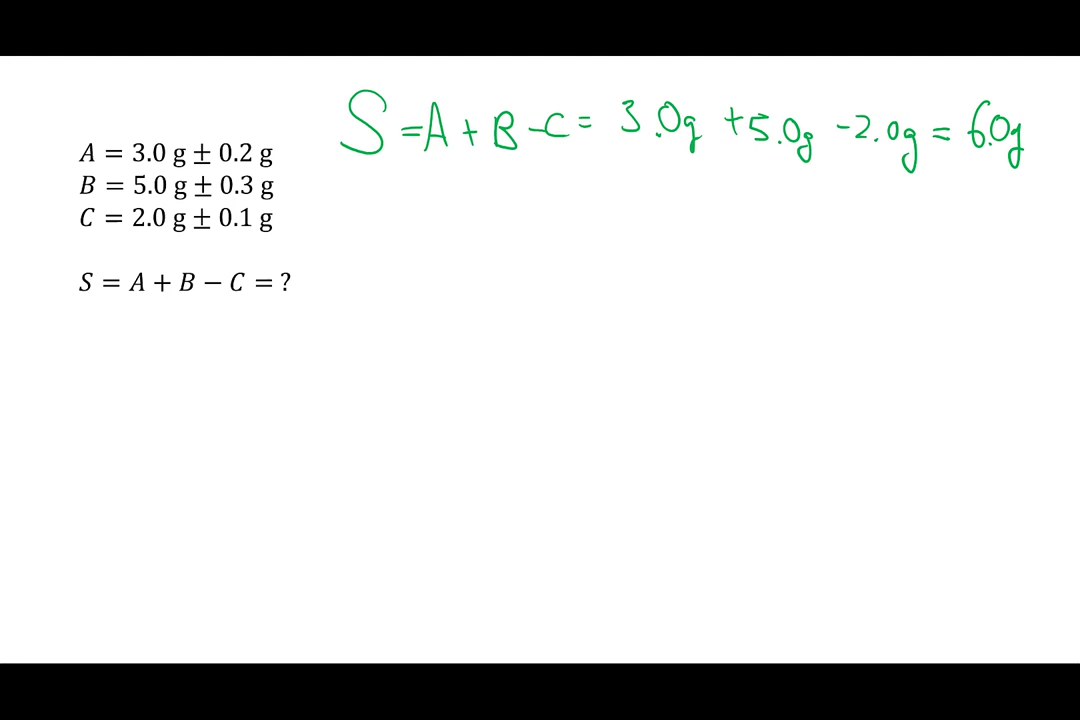 S = A + B - C = 3.0g + 5.0g - 2.0g = 6.0g
A = 3.0 g ± 0.2 g
B = 5.0 g ± 0.3 g
C = 2.0 g ± 0.1 g
S = A + B − C = ?